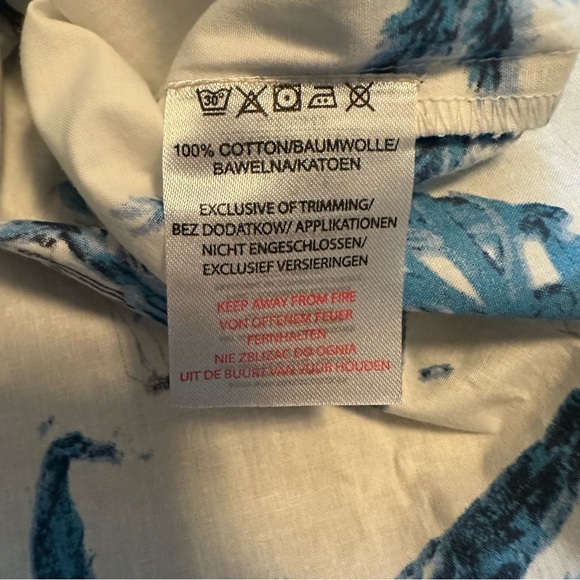 30°
100% COTTON/BAUMWOLLE/
BAWELNA/KATOEN
EXCLUSIVE OF TRIMMING/
BEZ DODATKOW/ APPLIKATIONEN
NICHT ENGESCHLOSSEN/
EXCLUSIEF VERSIERINGEN
KEEP AWAY FROM FIRE
VON OFFENEM FEUER
FERNHALTEN
NIE ZBLIZAC DO OGNIA
UIT DE BUURT VAN VUUR HOUDEN